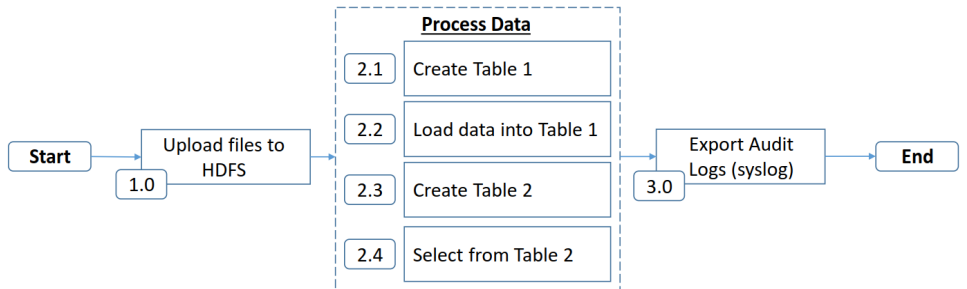 Process Data
2.1
Create Table 1
2.2
Load data into Table 1
2.3
Create Table 2
2.4
Select from Table 2
Start
Upload files to
HDFS
1.0
Export Audit
Logs (syslog)
3.0
End